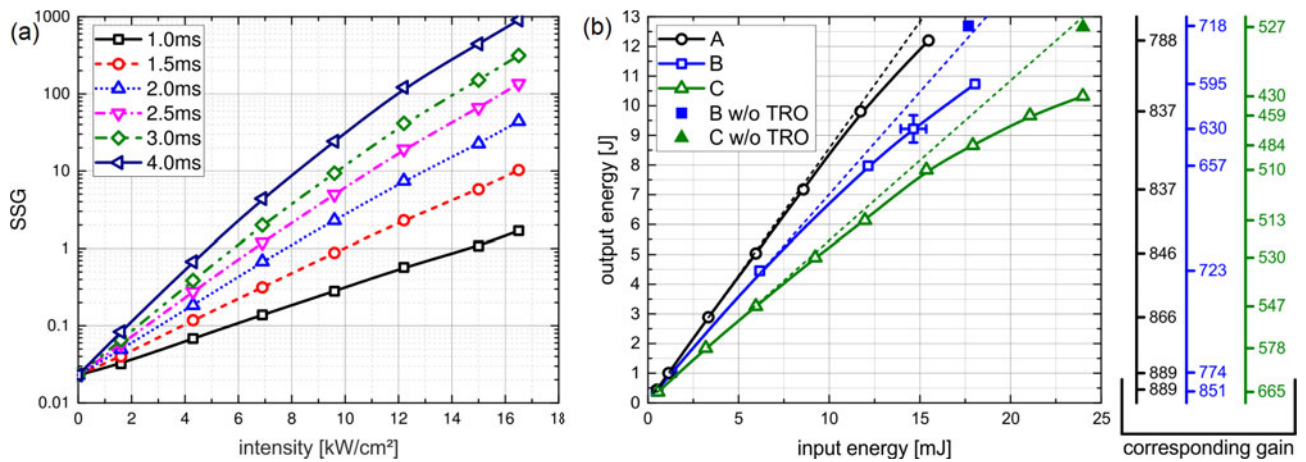 (a)
SSG
1000
100
10
1
0.1
0.01
1.0ms
1.5ms
2.0ms
2.5ms
3.0ms
4.0ms
0 2 4 6 8 10 12 14 16 18
intensity [kW/cm²]
(b)
output energy [J]
13
12
11
10
9
8
7
6
5
4
3
2
1
0
A
B
C
B w/o TRO
C w/o TRO
0 5 10 15 20 25
input energy [mJ]
788
837
837
846
866
889
889
718
595
630
657
723
774
851
527
430
459
484
510
513
530
547
578
665
corresponding gain